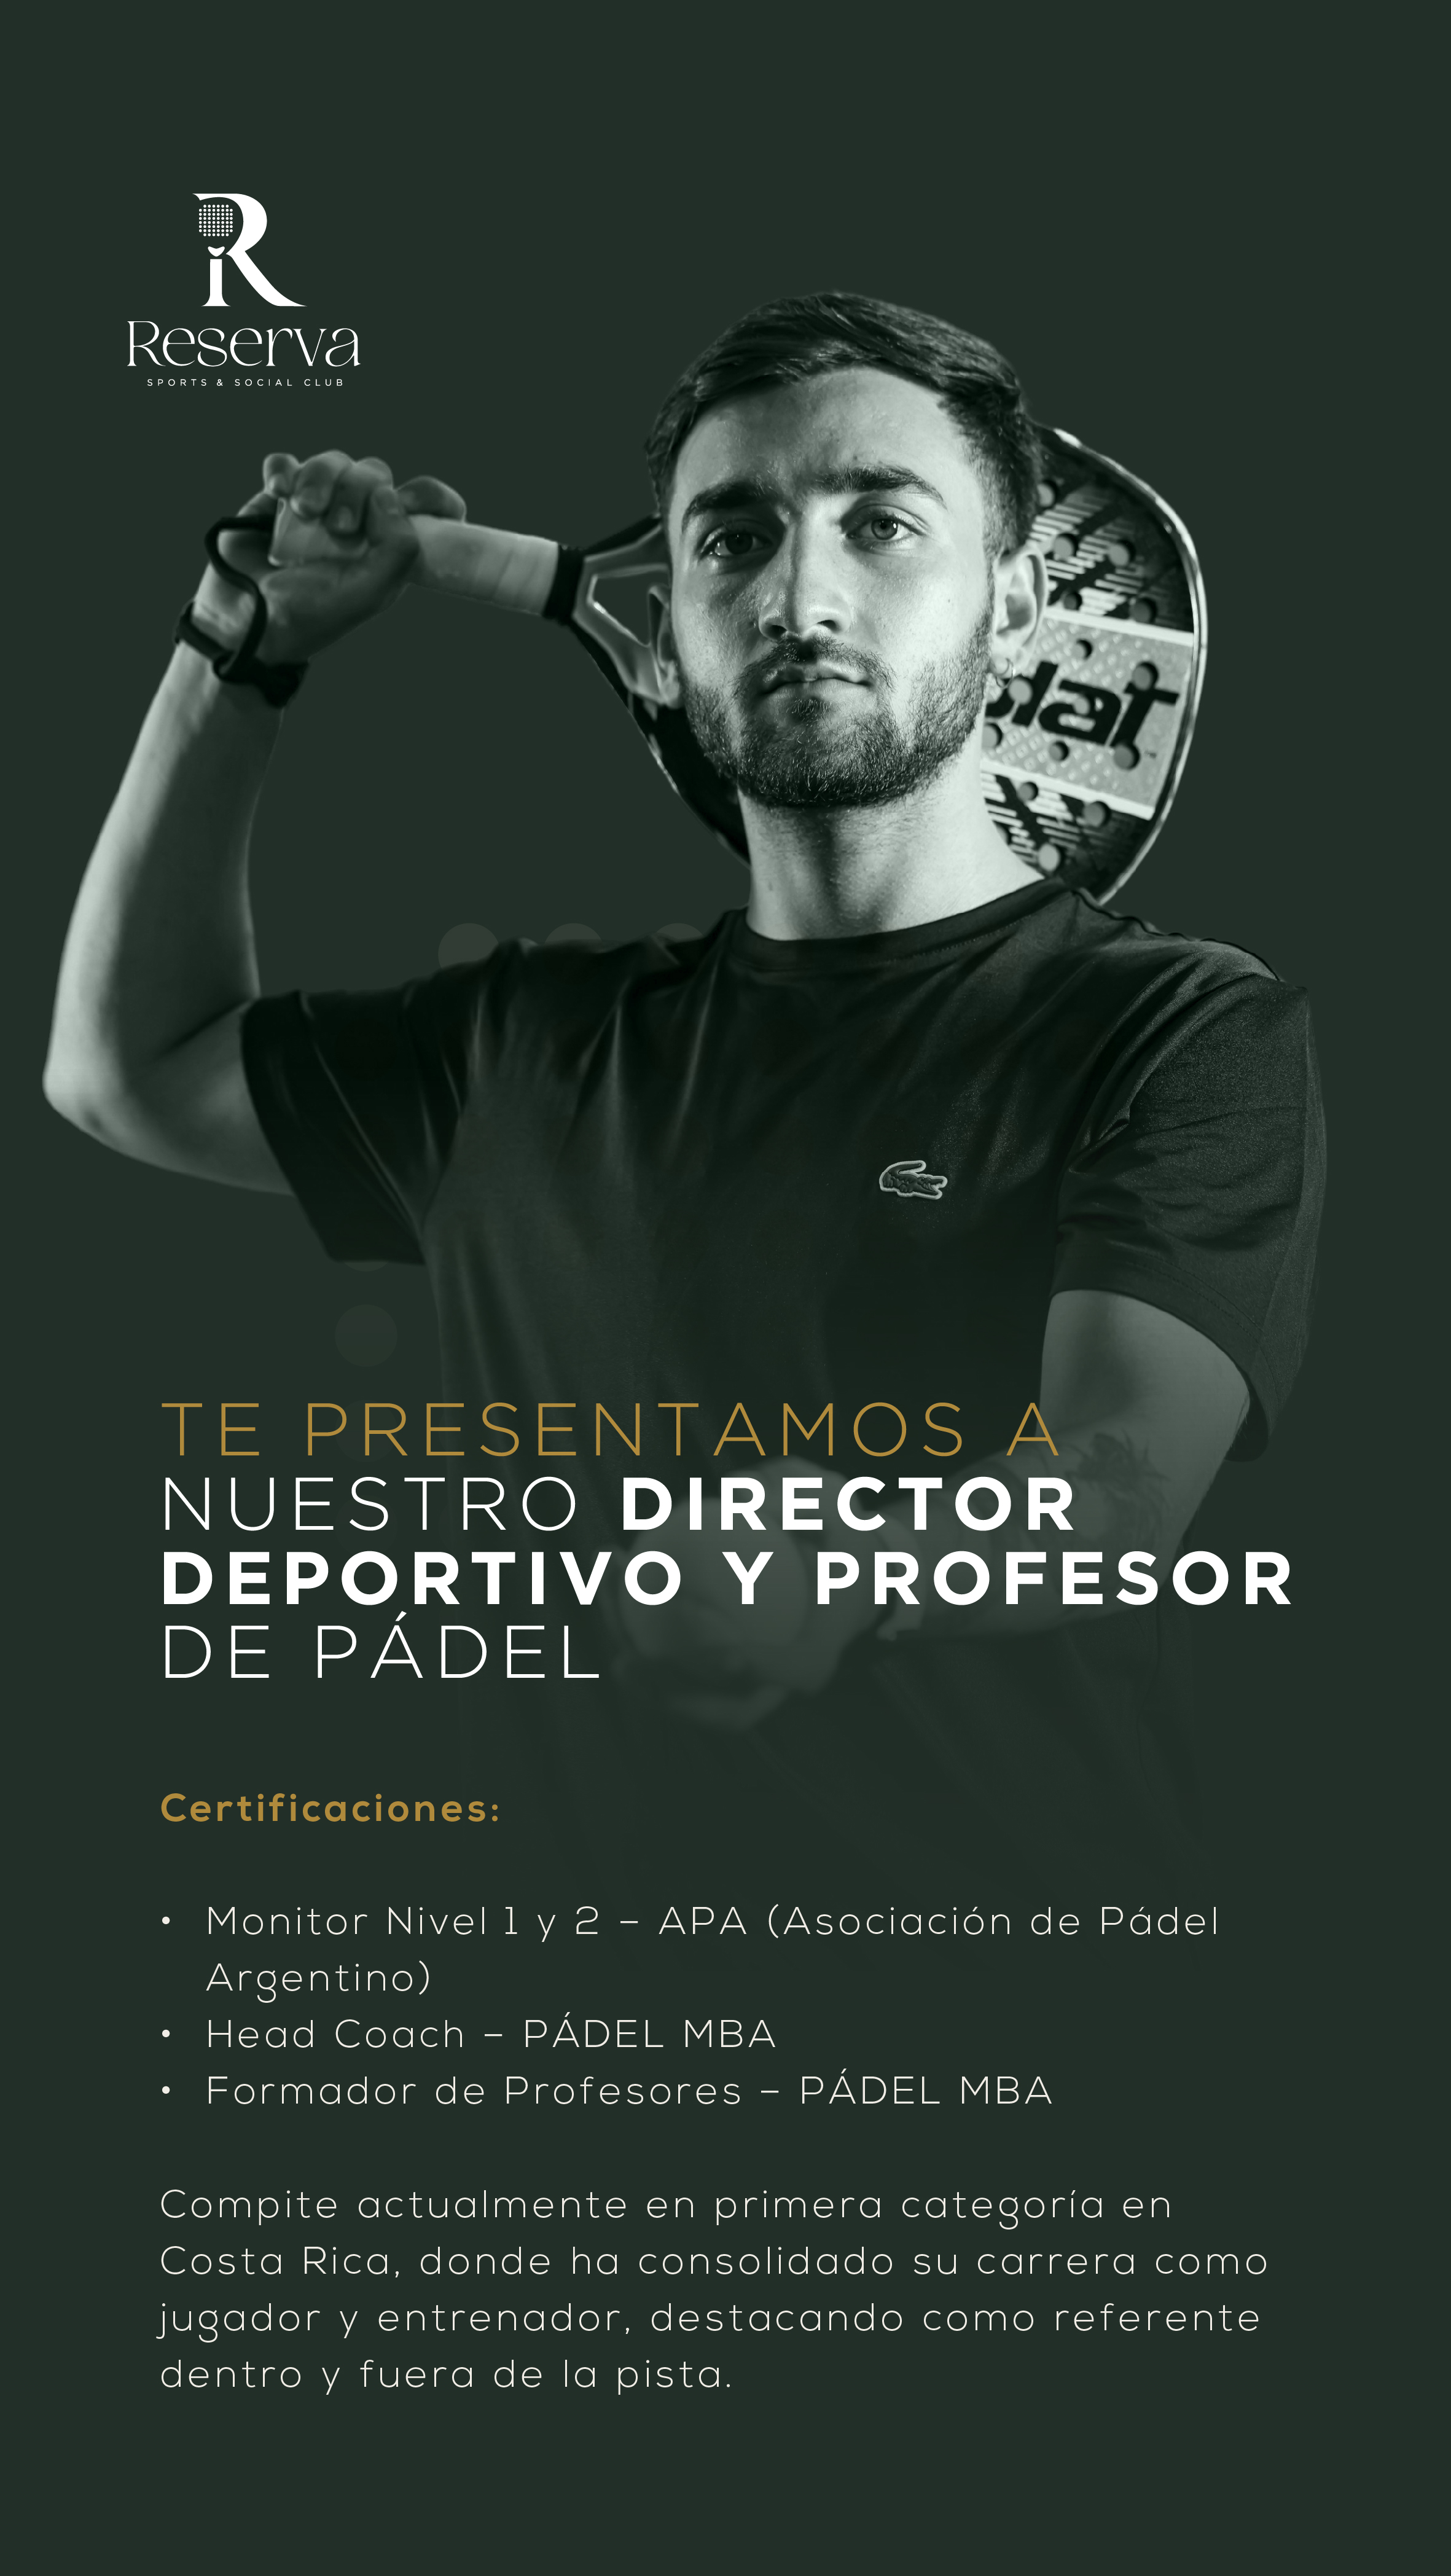 Reserva
SPORTS & SOCIAL CLUB
lat
TE PRESENTAMOS A
NUESTRO DIRECTOR
DEPORTIVO Y PROFESOR
DE PÁDEL
Certificaciones:
• Monitor Nivel 1 y 2 – APA (Asociación de Pádel
Argentino)
• Head Coach – PÁDEL MBA
• Formador de Profesores – PÁDEL MBA
Compite actualmente en primera categoría en
Costa Rica, donde ha consolidado su carrera como
jugador y entrenador, destacando como referente
dentro y fuera de la pista.